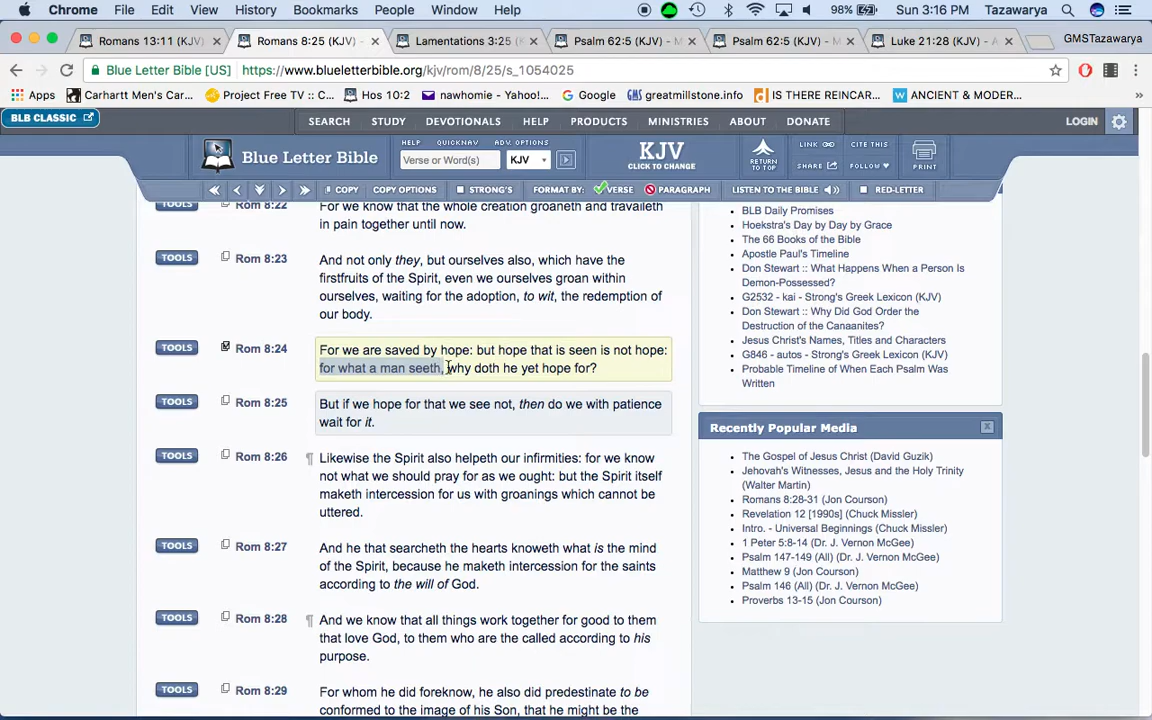 Chrome File Edit View History Bookmarks People Window Help 98% Sun 3:16 PM Tazawarya
Romans 13:11 (KJV) × Romans 8:25 (KJV) - × Lamentations 3:25 (KJV) × Psalm 62:5 (KJV) - M × Psalm 62:5 (KJV) - M × Luke 21:28 (KJV) - A × GMSTazawarya
Blue Letter Bible [US] https://www.blueletterbible.org/kjv/rom/8/25/s_1054025
Apps Carhartt Men's Car... Project Free TV :: C... Hos 10:2 nawhomie - Yahoo!... Google GMS greatmillstone.info IS THERE REINCAR... ANCIENT & MODER...
BLB CLASSIC SEARCH STUDY DEVOTIONALS HELP PRODUCTS MINISTRIES ABOUT DONATE LOGIN
HELP QUICKNAV ADV. OPTIONS
Blue Letter Bible Verse or Word(s) KJV KJV CLICK TO CHANGE RETURN TO TOP LINK CITE THIS SHARE FOLLOW PRINT
COPY COPY OPTIONS STRONG'S FORMAT BY: VERSE PARAGRAPH LISTEN TO THE BIBLE RED-LETTER
TOOLS Rom 8:22 For we know that the whole creation groaneth and travaileth
in pain together until now.
TOOLS Rom 8:23 And not only they, but ourselves also, which have the
firstfruits of the Spirit, even we ourselves groan within
ourselves, waiting for the adoption, to wit, the redemption of
our body.
TOOLS Rom 8:24 For we are saved by hope: but hope that is seen is not hope:
for what a man seeth, why doth he yet hope for?
TOOLS Rom 8:25 But if we hope for that we see not, then do we with patience
wait for it.
TOOLS Rom 8:26 ¶ Likewise the Spirit also helpeth our infirmities: for we know
not what we should pray for as we ought: but the Spirit itself
maketh intercession for us with groanings which cannot be
uttered.
TOOLS Rom 8:27 And he that searcheth the hearts knoweth what is the mind
of the Spirit, because he maketh intercession for the saints
according to the will of God.
TOOLS Rom 8:28 ¶ And we know that all things work together for good to them
that love God, to them who are the called according to his
purpose.
TOOLS Rom 8:29 For whom he did foreknow, he also did predestinate to be
conformed to the image of his Son, that he might be the
BLB Daily Promises
Hoekstra's Day by Day by Grace
The 66 Books of the Bible
Apostle Paul's Timeline
Don Stewart :: What Happens When a Person Is
Demon-Possessed?
G2532 - kai - Strong's Greek Lexicon (KJV)
Don Stewart :: Why Did God Order the
Destruction of the Canaanites?
Jesus Christ's Names, Titles and Characters
G846 - autos - Strong's Greek Lexicon (KJV)
Probable Timeline of When Each Psalm Was
Written
Recently Popular Media
The Gospel of Jesus Christ (David Guzik)
Jehovah's Witnesses, Jesus and the Holy Trinity
(Walter Martin)
Romans 8:28-31 (Jon Courson)
Revelation 12 [1990s] (Chuck Missler)
Intro. - Universal Beginnings (Chuck Missler)
1 Peter 5:8-14 (Dr. J. Vernon McGee)
Psalm 147-149 (All) (Dr. J. Vernon McGee)
Matthew 9 (Jon Courson)
Psalm 146 (All) (Dr. J. Vernon McGee)
Proverbs 13-15 (Jon Courson)